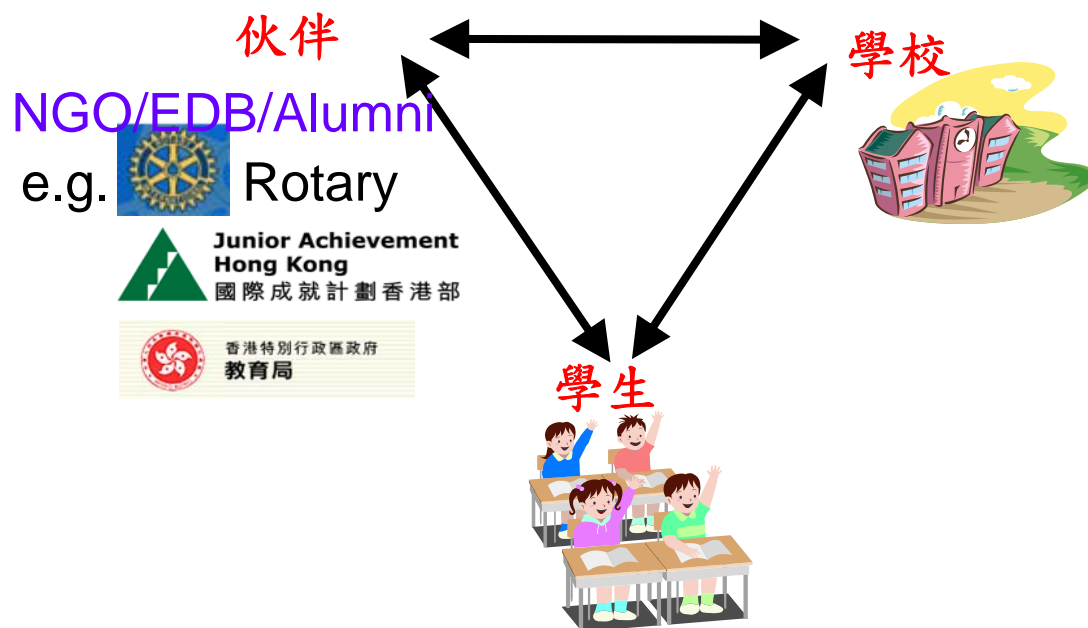 伙伴
學校
NGO/EDB/Alumni
e.g. Rotary
Junior Achievement
Hong Kong
國際成就計劃香港部
香港特別行政區政府
教育局
學生